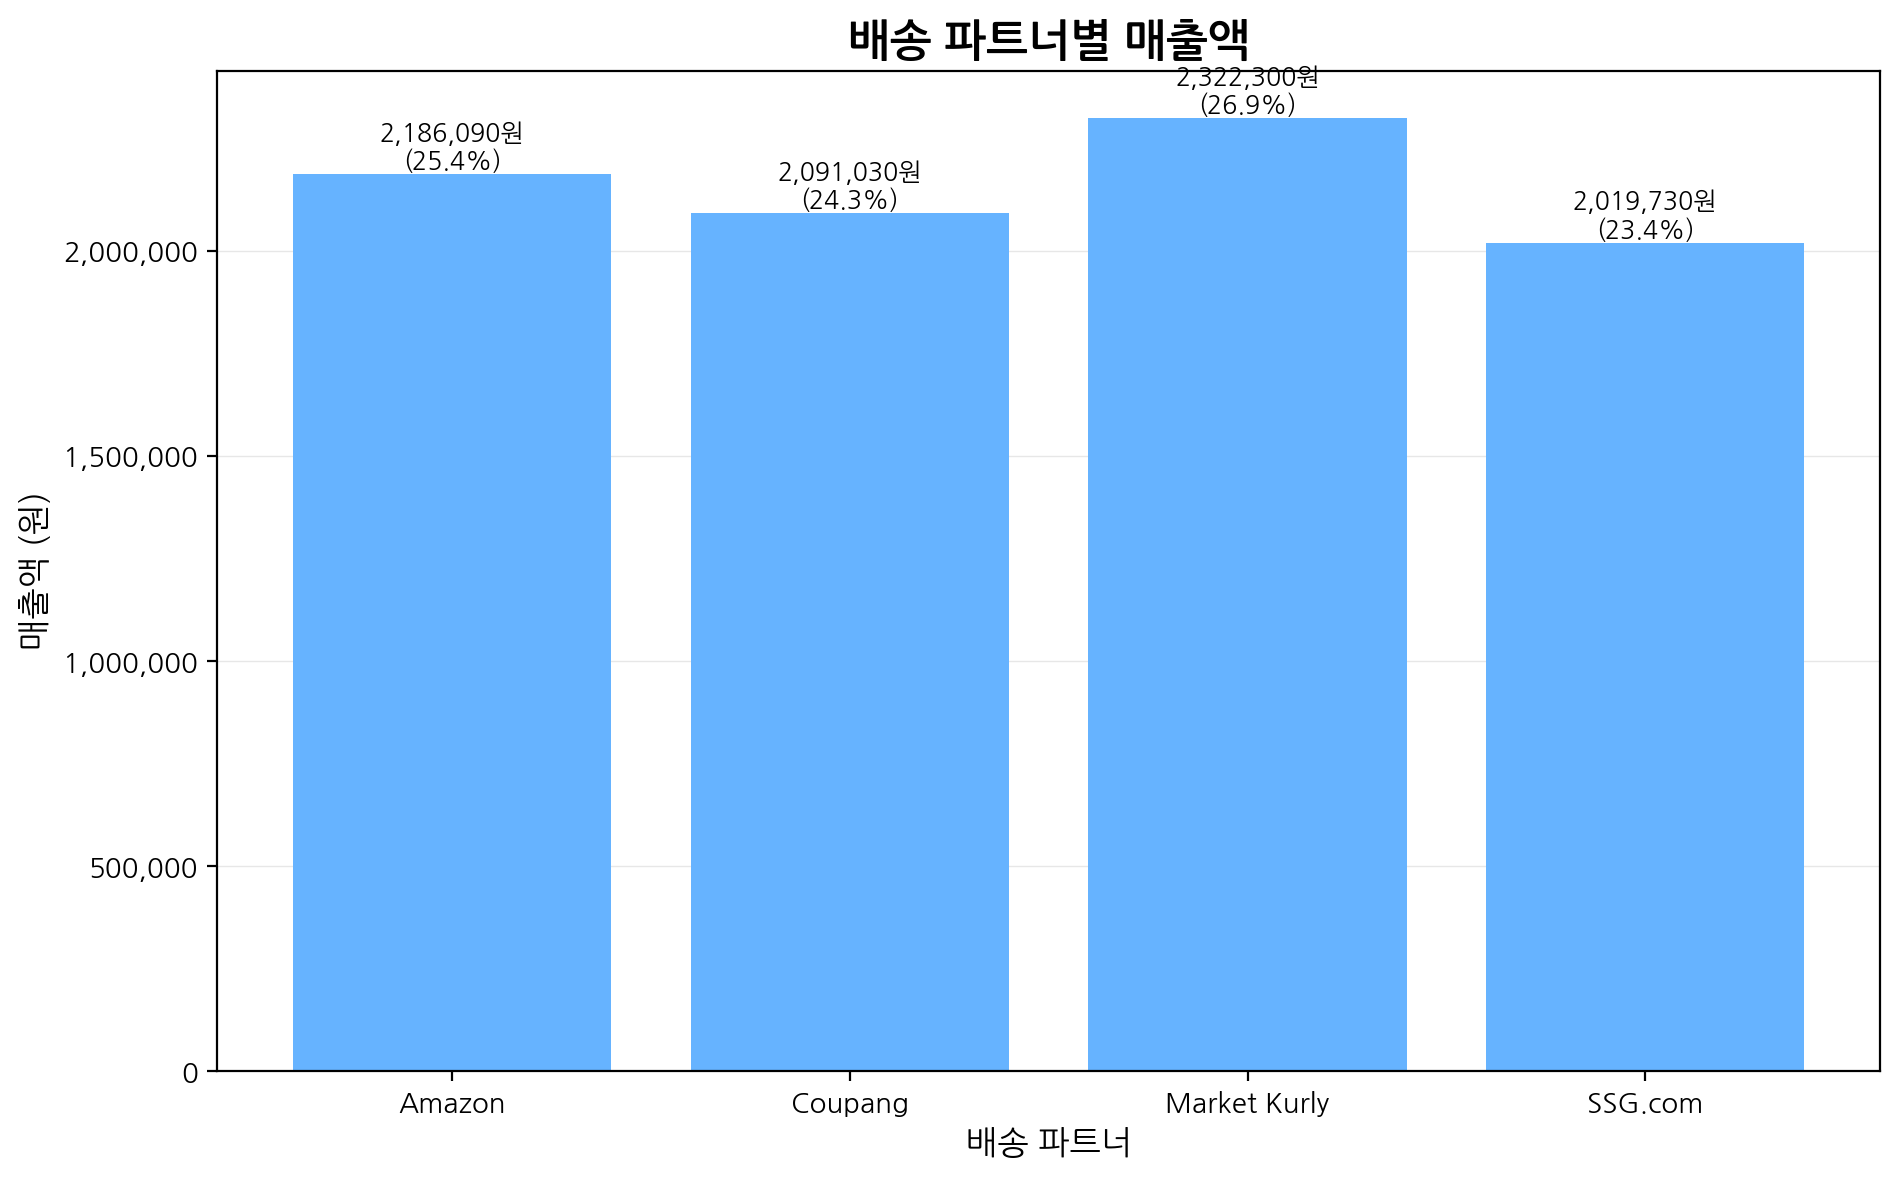 배송 파트너별 매출액
2,322,300원
(26.9%)
2,186,090원
(25.4%)
2,091,030원
(24.3%)
2,019,730원
(23.4%)
매출액 (원)
2,000,000
1,500,000
1,000,000
500,000
0
Amazon
Coupang
Market Kurly
SSG.com
배송 파트너